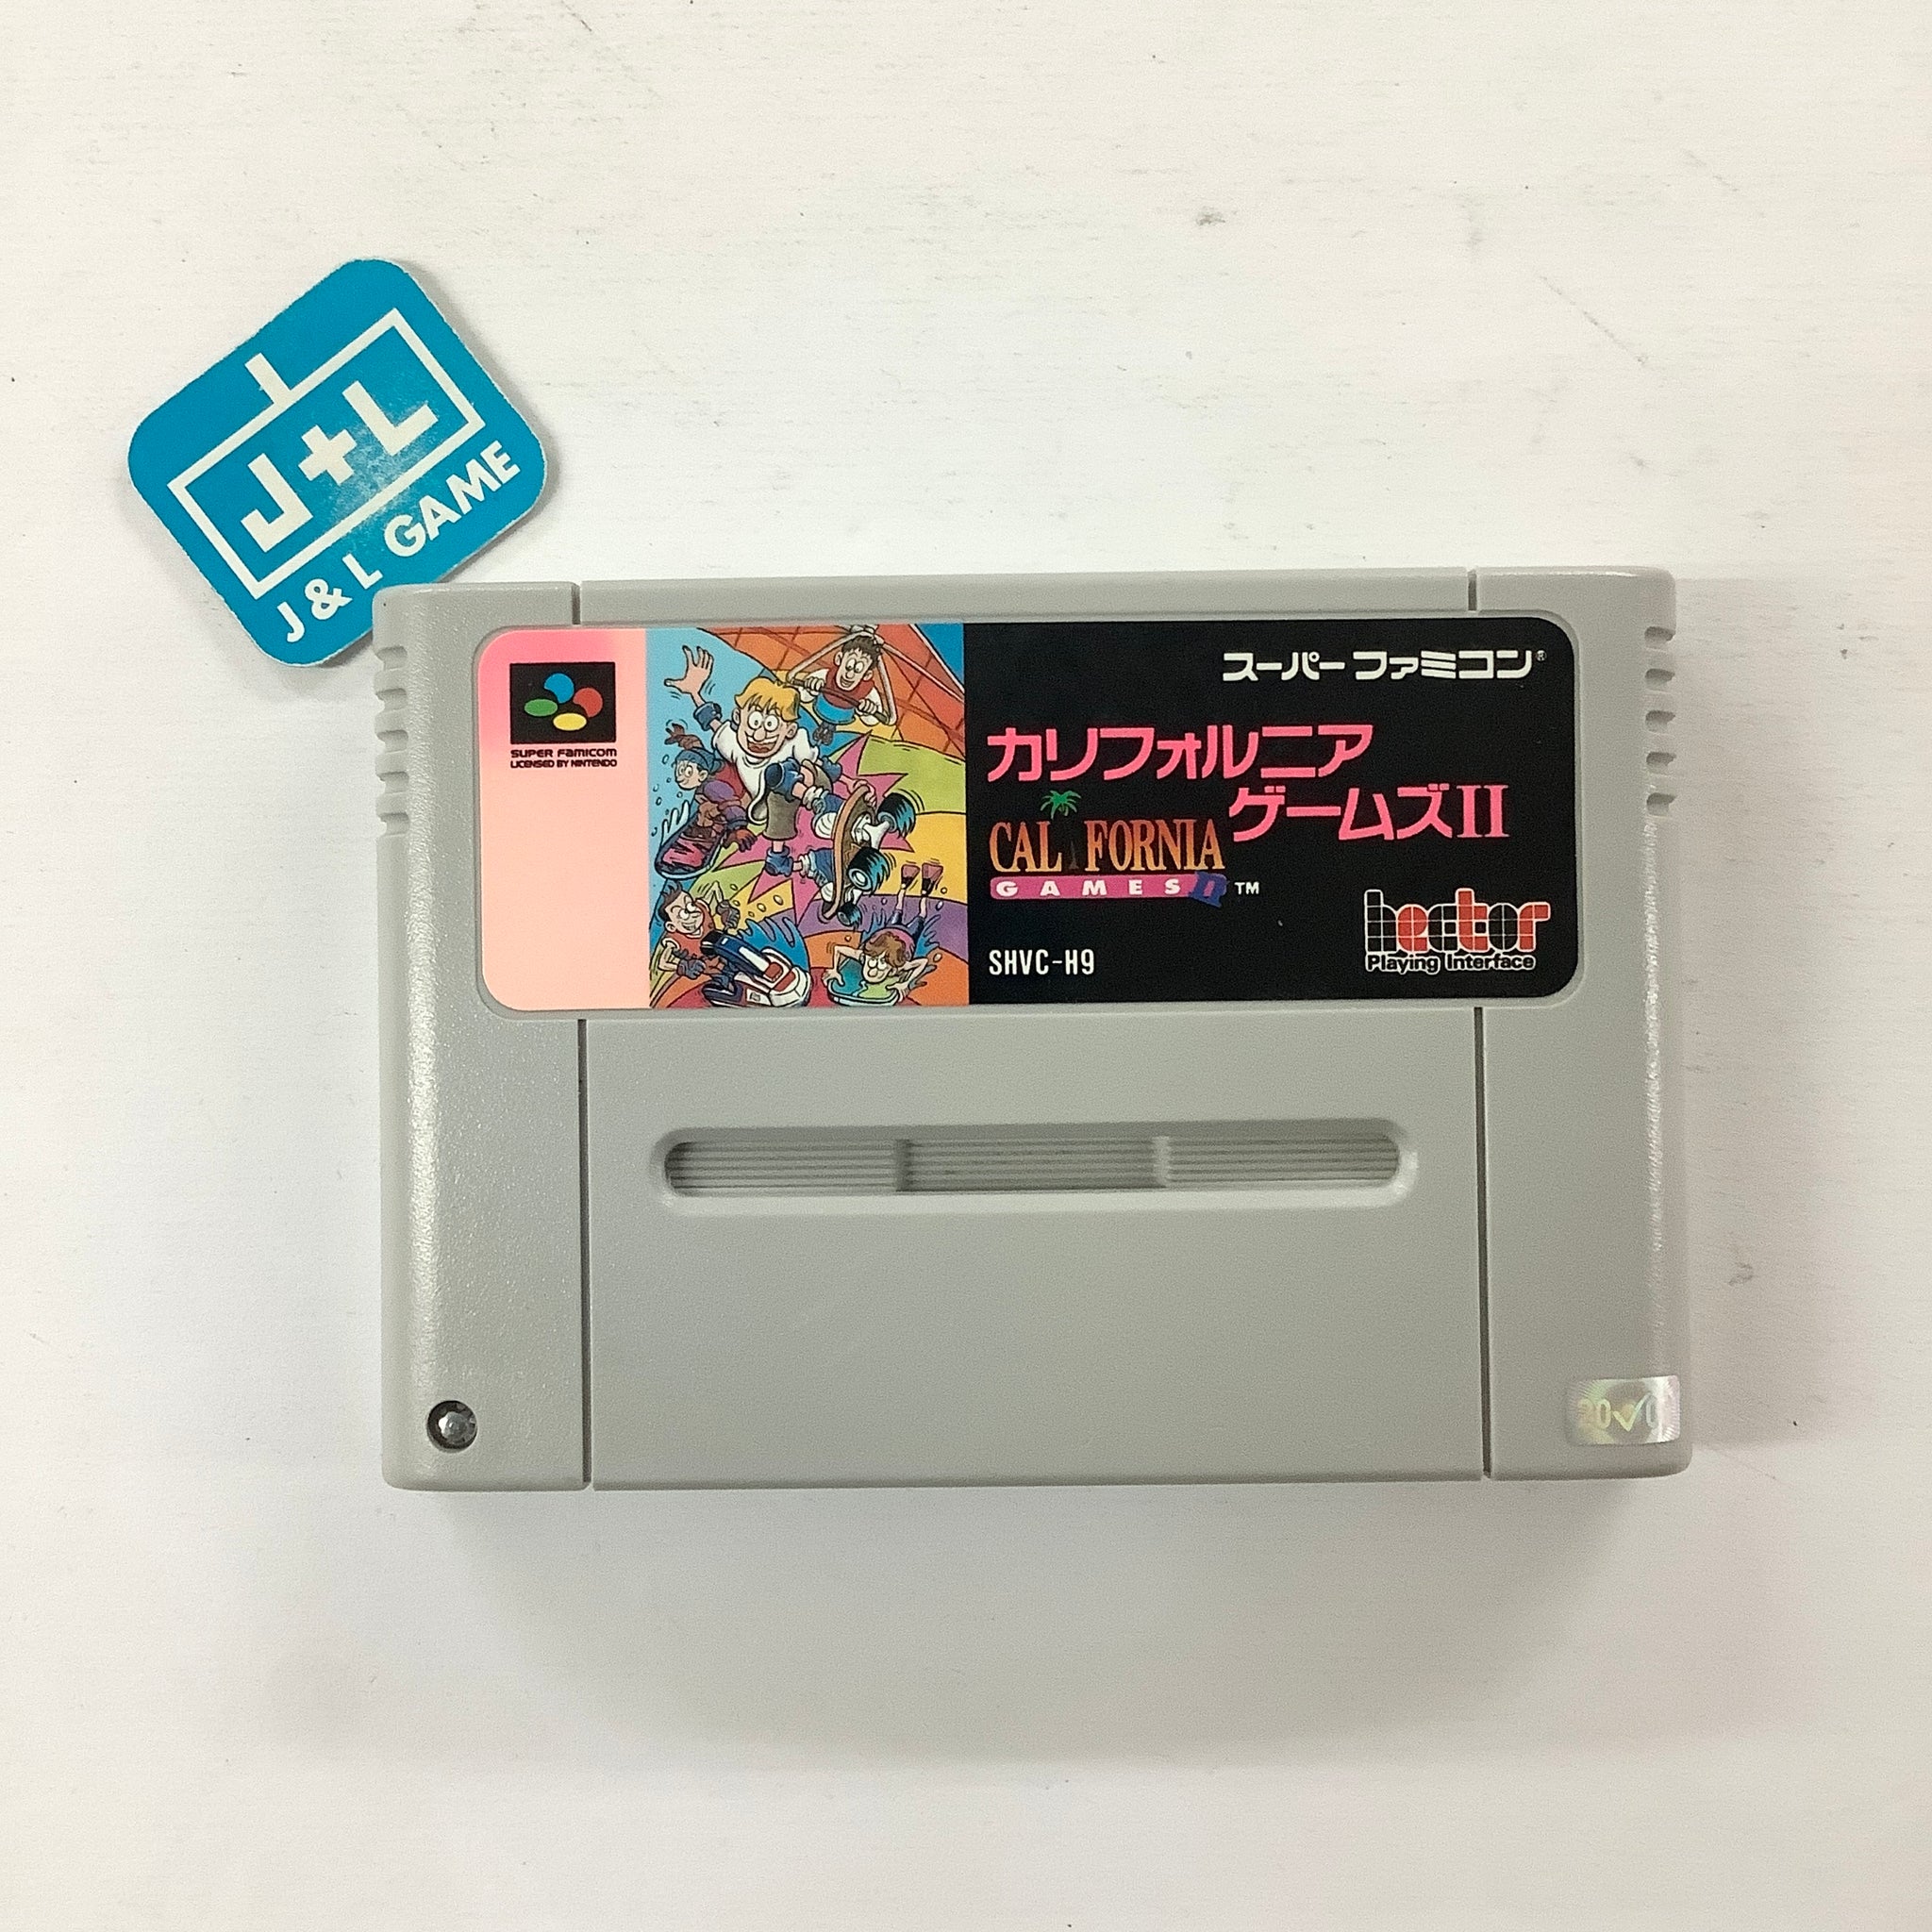 J+L
J & L GAME
SUPER FAMICOM
LICENSED BY NINTENDO
スーパーファミコン®
カリフォルニア
ゲームズII
CALIFORNIA
GAMES II ™
SHVC-H9
hector
Playing Interface